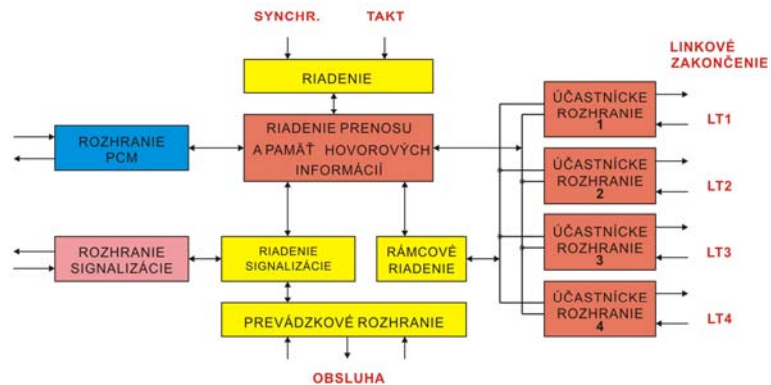 SYNCHR. TAKT
LINKOVÉ
ZAKONČENIE
RIADENIE
ÚČASTNÍCKE
ROZHRANIE
1
LT1
ROZHRANIE
PCM
RIADENIE PRENOSU
A PAMÄŤ HOVOROVÝCH
INFORMÁCIÍ
ÚČASTNÍCKE
ROZHRANIE
2
LT2
ROZHRANIE
SIGNALIZÁCIE
RIADENIE
SIGNALIZÁCIE
RÁMCOVÉ
RIADENIE
ÚČASTNÍCKE
ROZHRANIE
3
LT3
PREVÁDZKOVÉ ROZHRANIE
ÚČASTNÍCKE
ROZHRANIE
4
LT4
OBSLUHA